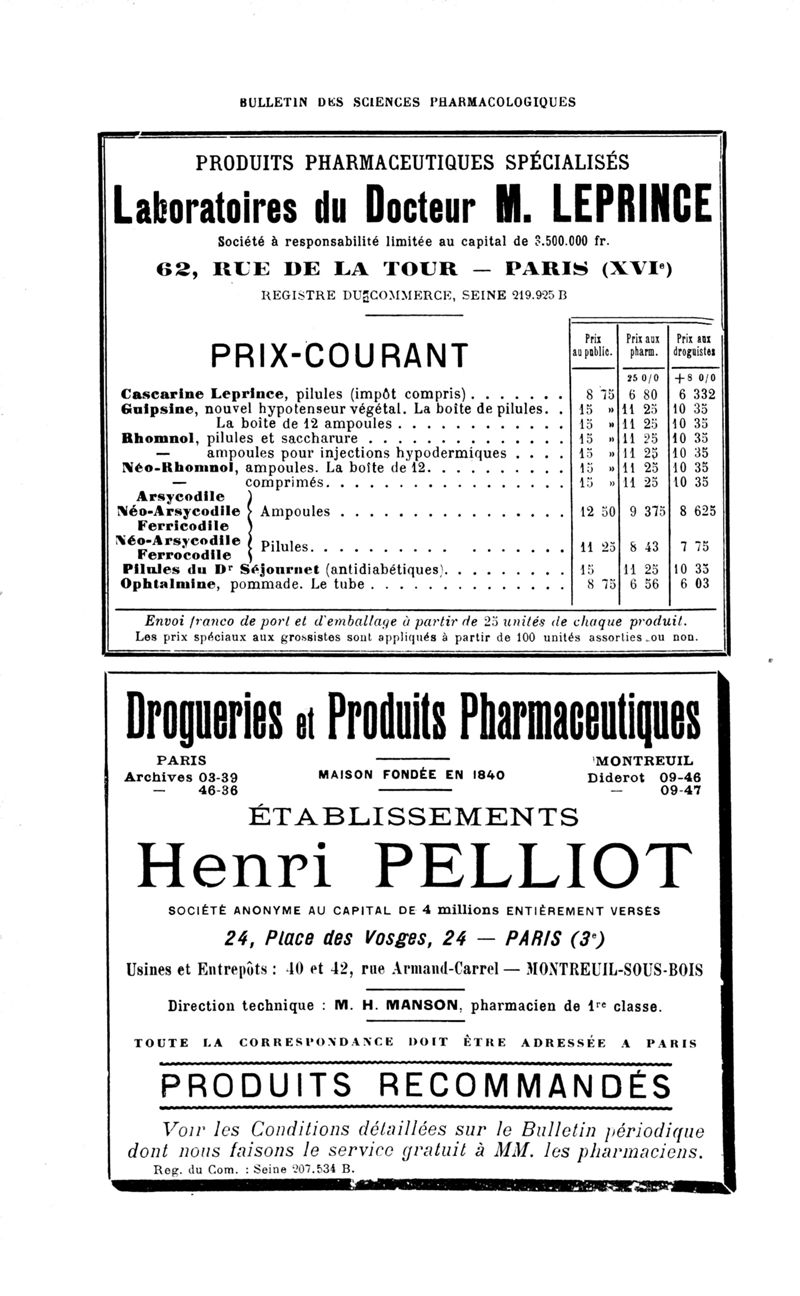 BULLETIN DES SCIENCES PHARMACOLOGIQUES
PRODUITS PHARMACEUTIQUES SPÉCIALISÉS
Laboratoires du Docteur M. LEPRINCE
Société à responsabilité limitée au capital de 3.500.000 fr.
62, RUE DE LA TOUR — PARIS (XVIe)
REGISTRE DU COMMERCE, SEINE 219.925 B
PRIX-COURANT
Prix au public. Prix aux pharm. Prix aux droguistes
25 0/0 +8 0/0
Cascarine Leprince, pilules (impôt compris) . . . . . . . 8 75 6 80 6 332
Guipsine, nouvel hypotenseur végétal. La boîte de pilules. . 15 » 11 25 10 35
La boîte de 12 ampoules . . . . . . . . . . . . 15 » 11 25 10 35
Rhomnol, pilules et saccharure . . . . . . . . . . . . . . 15 » 11 25 10 35
— ampoules pour injections hypodermiques . . . . 15 » 11 25 10 35
Néo-Rhomnol, ampoules. La boîte de 12. . . . . . . . . . 15 » 11 25 10 35
— comprimés. . . . . . . . . . . . . . . . . 15 » 11 25 10 35
Arsycodile
Néo-Arsycodile } Ampoules . . . . . . . . . . . . . . . . 12 50 9 375 8 625
Ferricodile
Néo-Arsycodile
Ferrocodile } Pilules. . . . . . . . . . . . . . . . . 11 25 8 43 7 75
Pilules du Dr Séjournet (antidiabétiques). . . . . . . . . 15 11 25 10 35
Ophtalmine, pommade. Le tube . . . . . . . . . . . . . . 8 75 6 56 6 03
Envoi franco de port et d'emballage à partir de 25 unités de chaque produit.
Les prix spéciaux aux grossistes sont appliqués à partir de 100 unités assorties ou non.
Drogueries et Produits Pharmaceutiques
PARIS
Archives 03-39
— 46-36
MAISON FONDÉE EN 1840
MONTREUIL
Diderot 09-46
— 09-47
ÉTABLISSEMENTS
Henri PELLIOT
SOCIÉTÉ ANONYME AU CAPITAL DE 4 millions ENTIÈREMENT VERSÉS
24, Place des Vosges, 24 — PARIS (3e)
Usines et Entrepôts : 40 et 42, rue Armand-Carrel — MONTREUIL-SOUS-BOIS
Direction technique : M. H. MANSON, pharmacien de 1re classe.
TOUTE LA CORRESPONDANCE DOIT ÊTRE ADRESSÉE A PARIS
PRODUITS RECOMMANDÉS
Voir les Conditions détaillées sur le Bulletin périodique
dont nous faisons le service gratuit à MM. les pharmaciens.
Reg. du Com. : Seine 207.534 B.